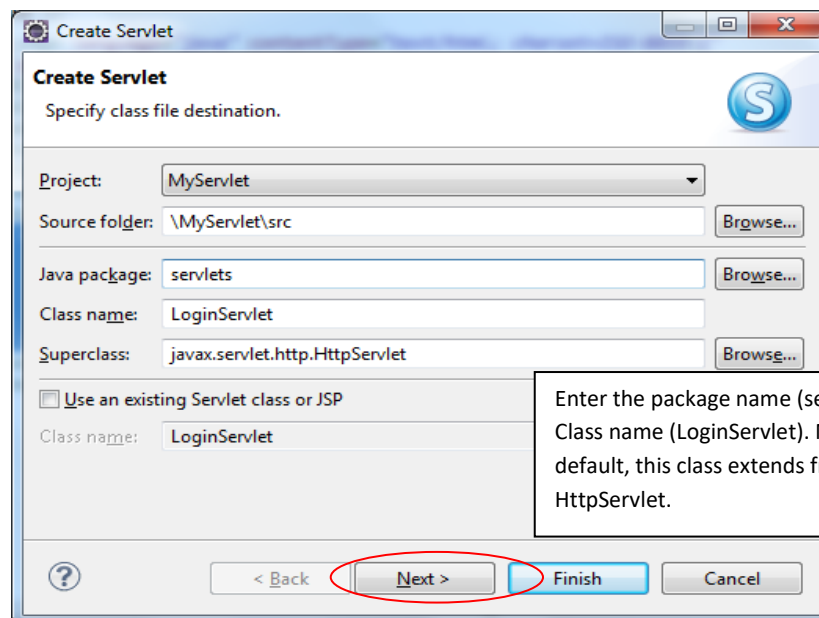 Create Servlet
Create Servlet
Specify class file destination.
Project: MyServlet
Source folder: \MyServlet\src Browse...
Java package: servlets Browse...
Class name: LoginServlet
Superclass: javax.servlet.http.HttpServlet Browse...
Use an existing Servlet class or JSP
Class name: LoginServlet
Enter the package name
Class name (LoginServlet).
default, this class extends
HttpServlet.
< Back Next > Finish Cancel